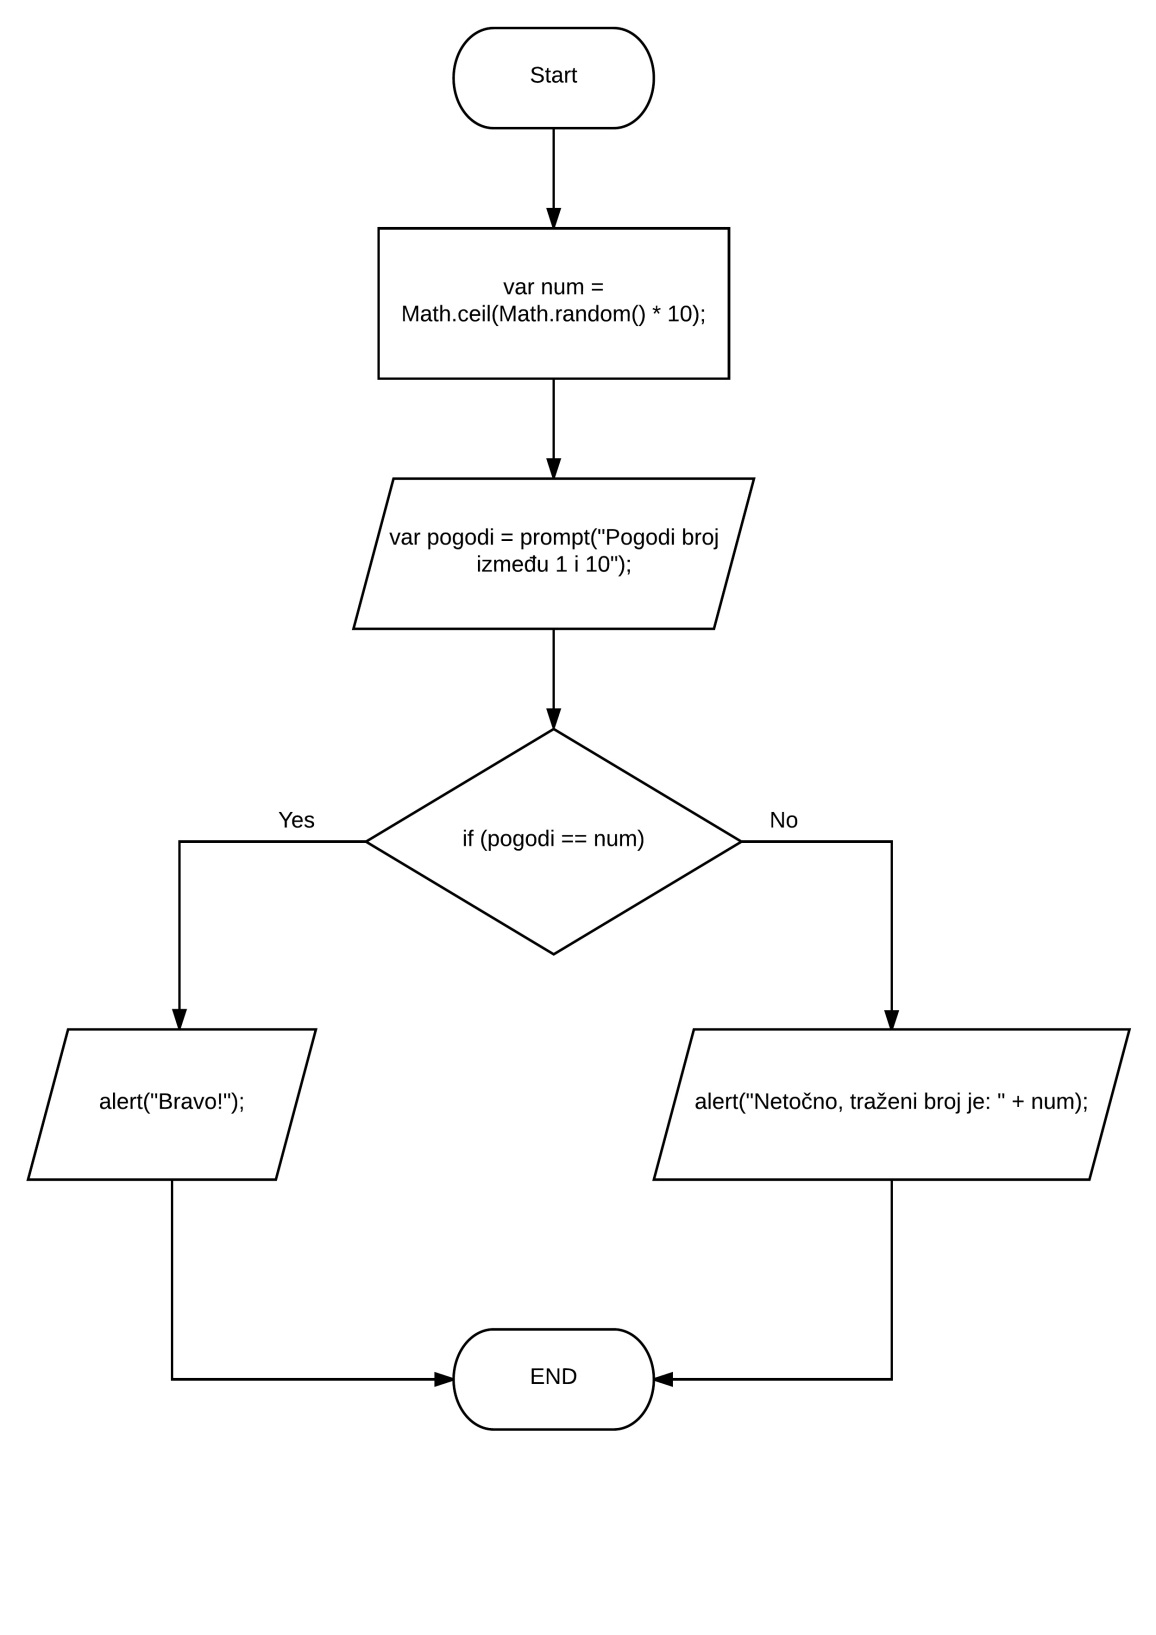 Start
var num =
Math.ceil(Math.random() * 10);
var pogodi = prompt("Pogodi broj
između 1 i 10");
if (pogodi == num)
Yes
No
alert("Bravo!");
alert("Netočno, traženi broj je: " + num);
END